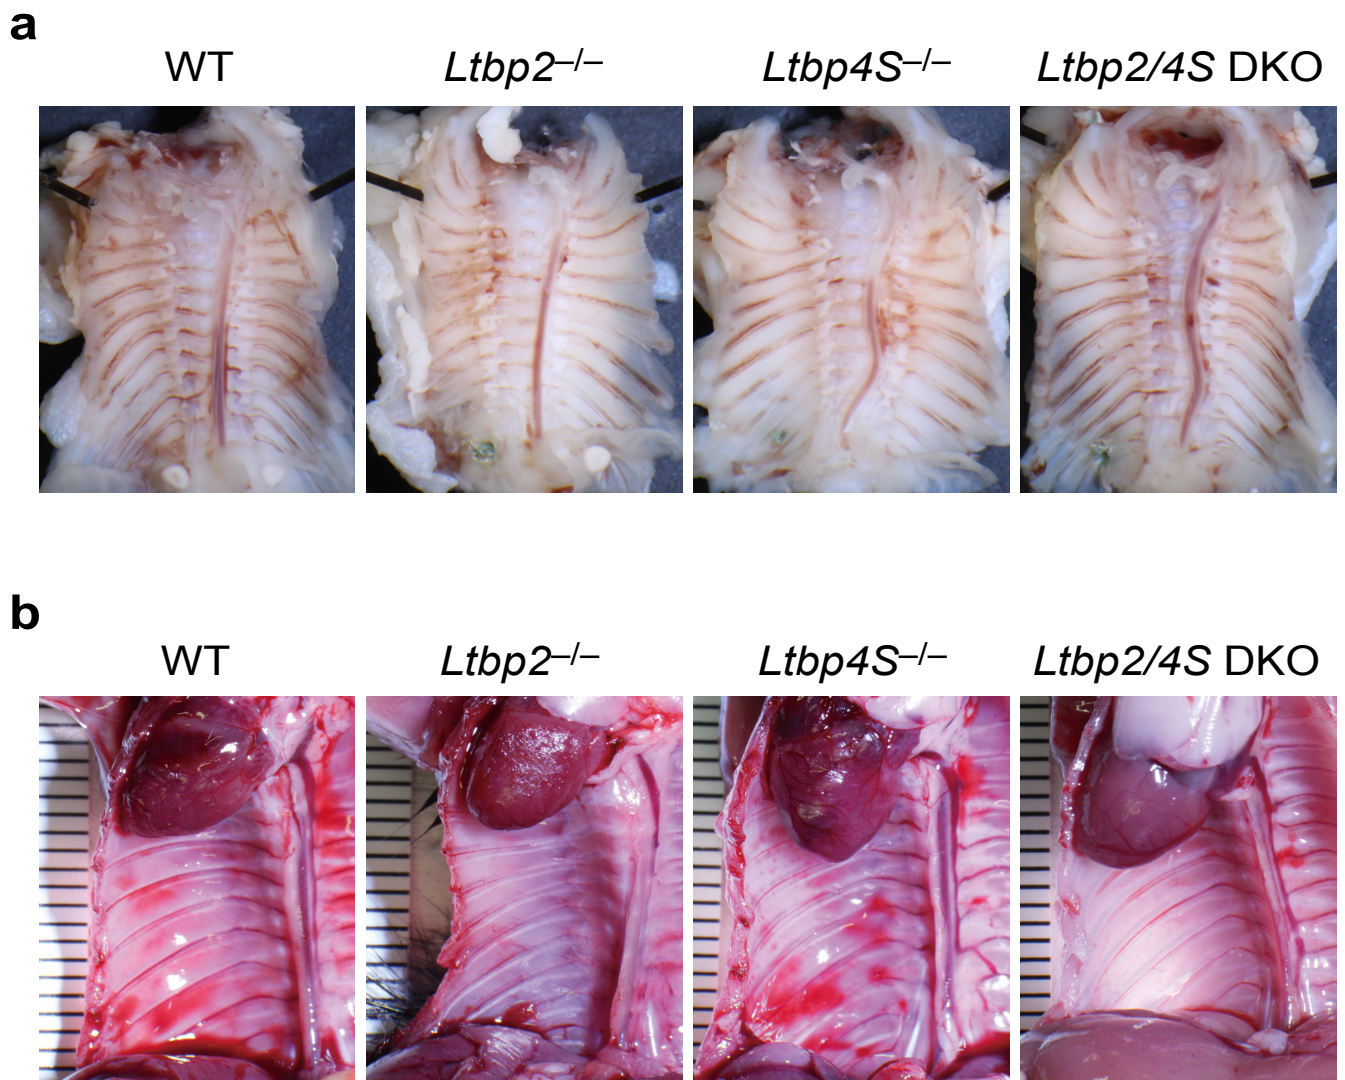 a
WT Ltbp2–/– Ltbp4S–/– Ltbp2/4S DKO
b
WT Ltbp2–/– Ltbp4S–/– Ltbp2/4S DKO